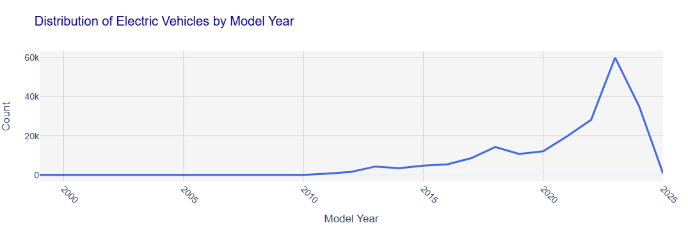 Distribution of Electric Vehicles by Model Year
Count
60k
40k
20k
0
2000
2005
2010
2015
2020
2025
Model Year